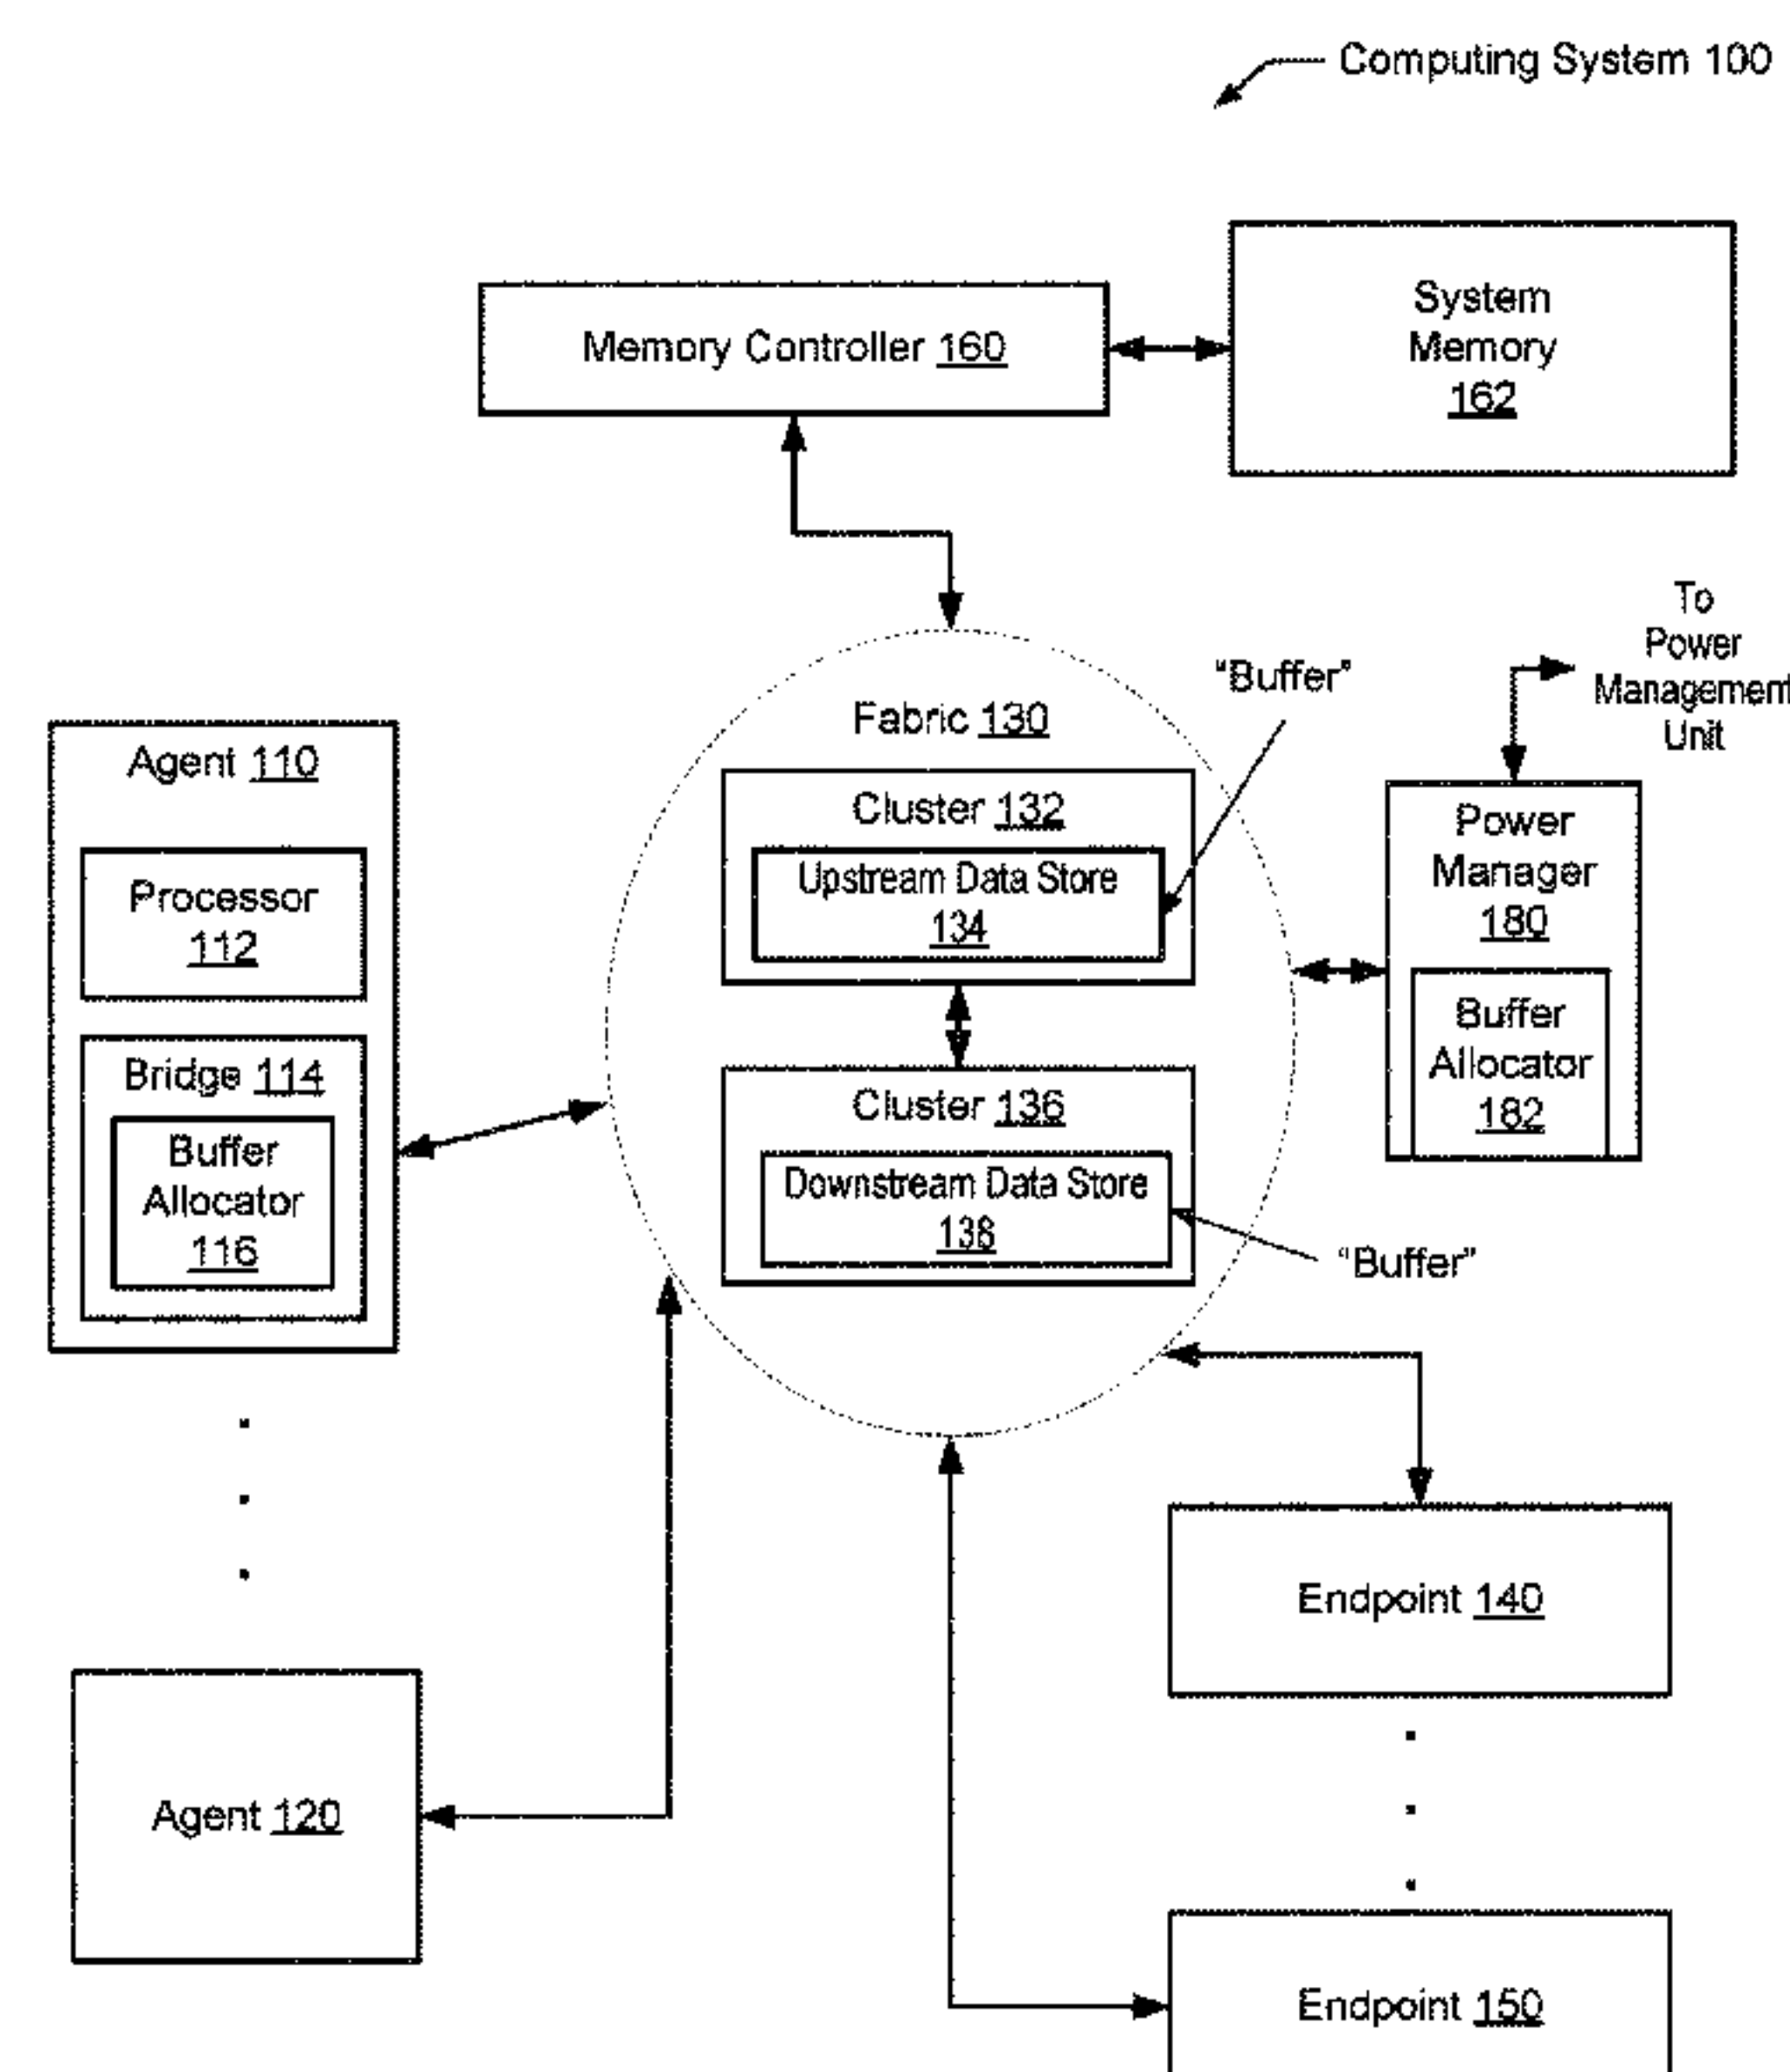 Computing System 100
Memory Controller 160
System
Memory
162
To
Power
Management
Unit
"Buffer"
Fabric 130
Cluster 132
Upstream Data Store
134
Agent 110
Processor
112
Bridge 114
Buffer
Allocator
116
Power
Manager
180
Buffer
Allocator
182
Cluster 136
Downstream Data Store
138
"Buffer"
Endpoint 140
Agent 120
Endpoint 150